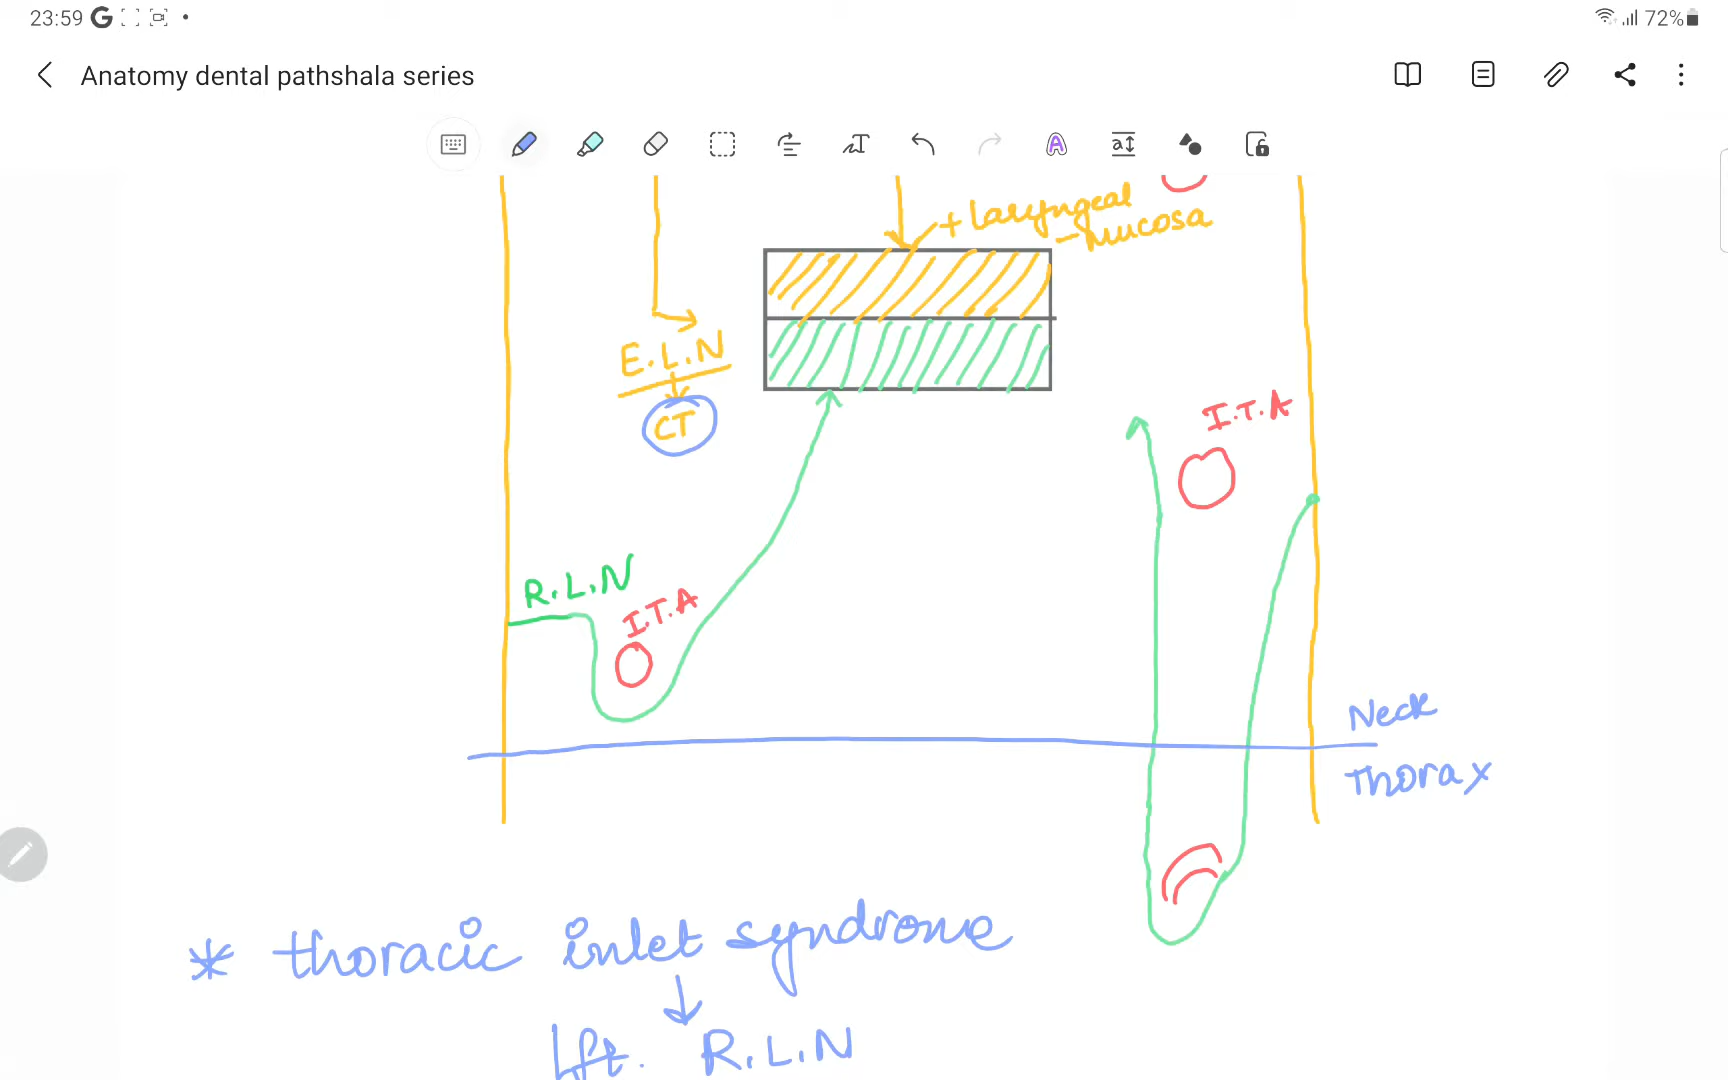 23:59 G 72%
Anatomy dental pathshala series
+ Laryngeal
- Mucosa
E.L.N
CT
I.T.A
R.L.N
I.T.A
Neck
Thorax
* thoracic inlet syndrome
lft. R.L.N